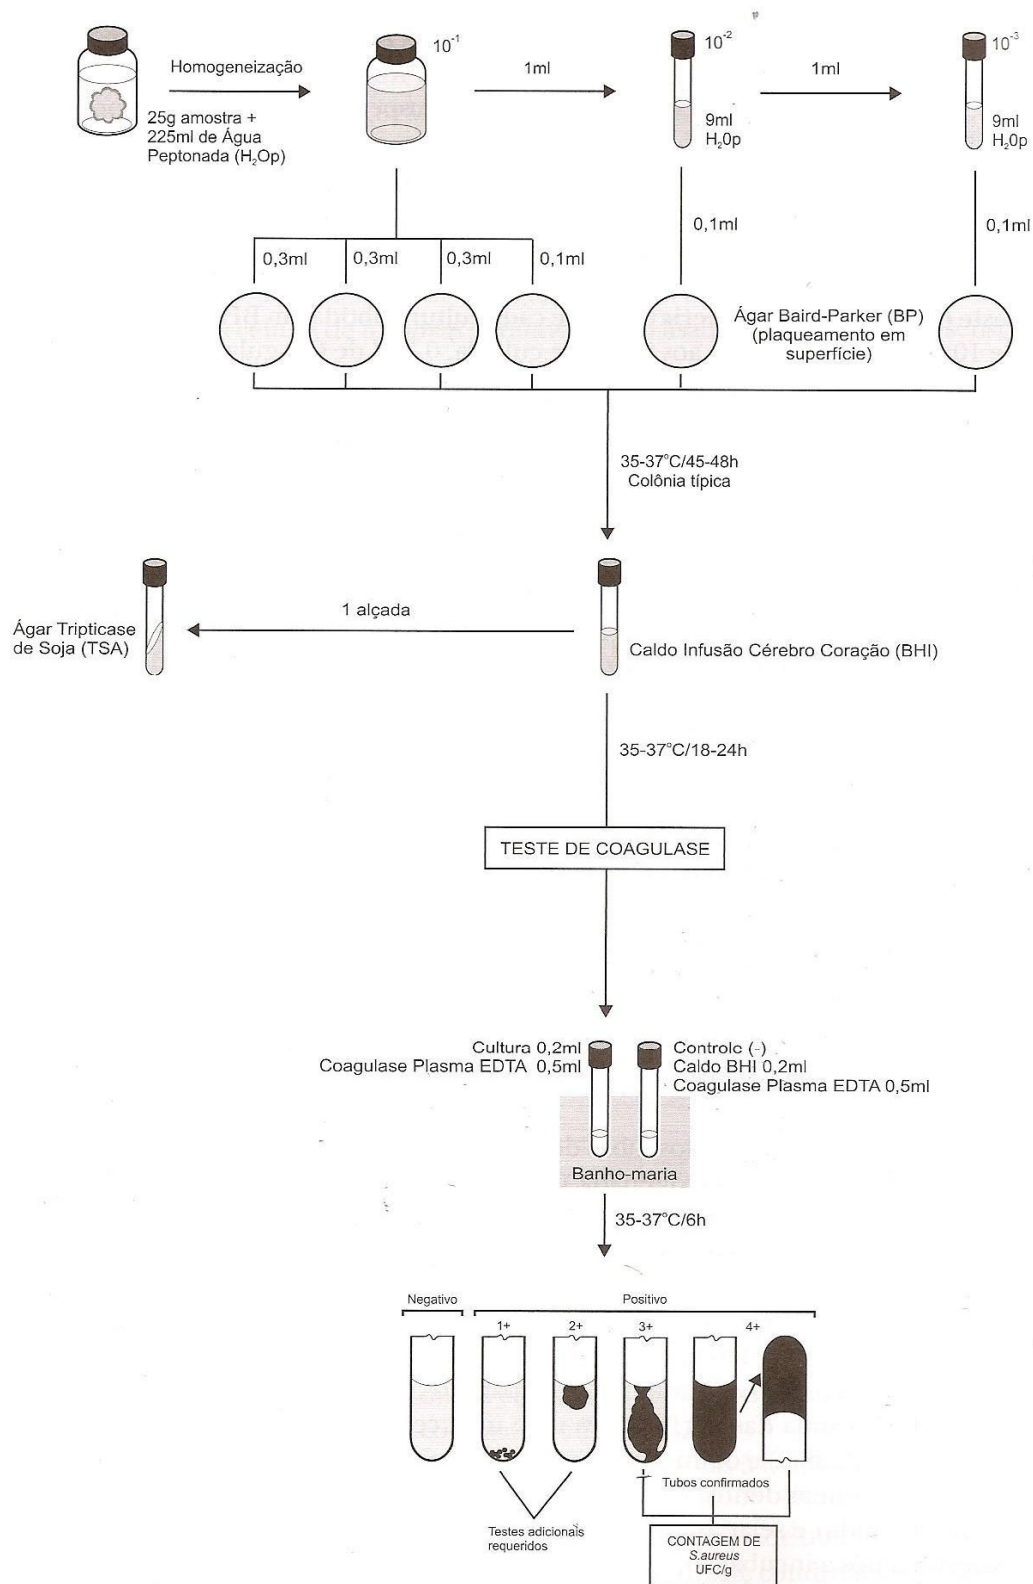 10-1
10-2
10-3
Homogeneização
1ml
1ml
25g amostra +
225ml de Água
Peptonada (H2Op)
9ml
H20p
9ml
H20p
0,1ml
0,1ml
0,3ml
0,3ml
0,3ml
0,1ml
Ágar Baird-Parker (BP)
(plaqueamento em
superfície)
35-37°C/45-48h
Colônia típica
1 alçada
Ágar Tripticase
de Soja (TSA)
Caldo Infusão Cérebro Coração (BHI)
35-37°C/18-24h
TESTE DE COAGULASE
Cultura 0,2ml
Coagulase Plasma EDTA 0,5ml
Controle (-)
Caldo BHI 0,2ml
Coagulase Plasma EDTA 0,5ml
Banho-maria
35-37°C/6h
Negativo
Positivo
1+
2+
3+
4+
Tubos confirmados
Testes adicionais
requeridos
CONTAGEM DE
S.aureus
UFC/g